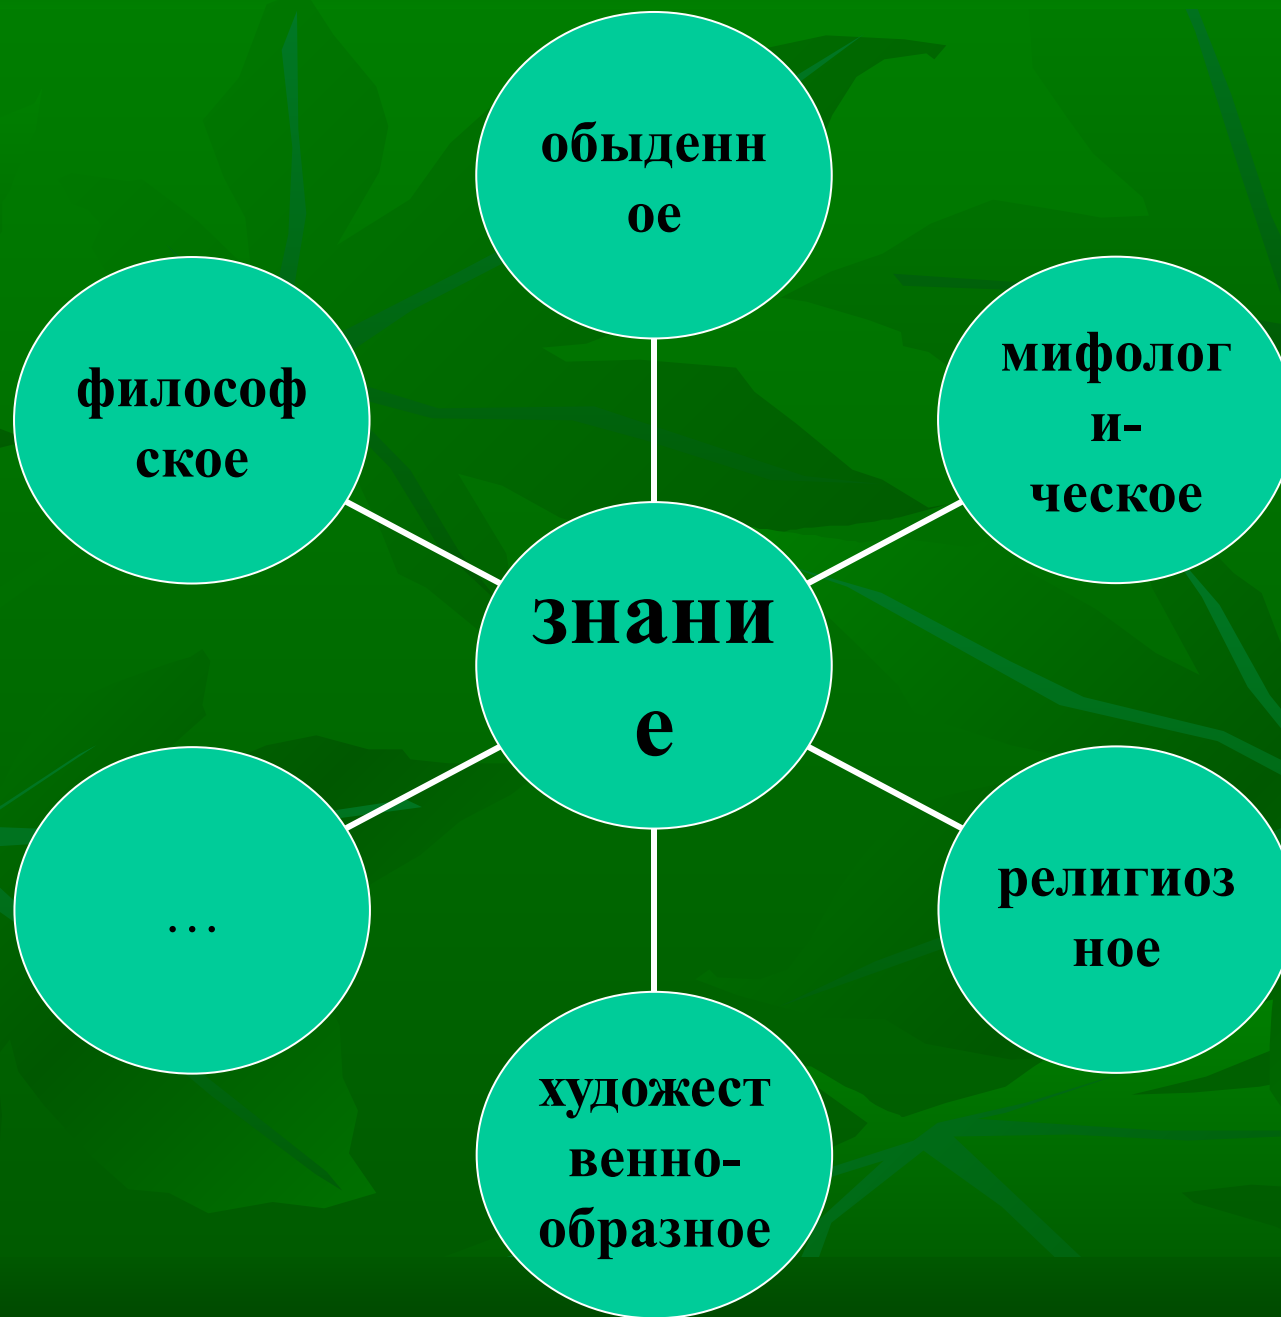 обыденн
ое
мифолог
и-
ческое
философ
ское
знани
е
религиоз
ное
…
художест
венно-
образное